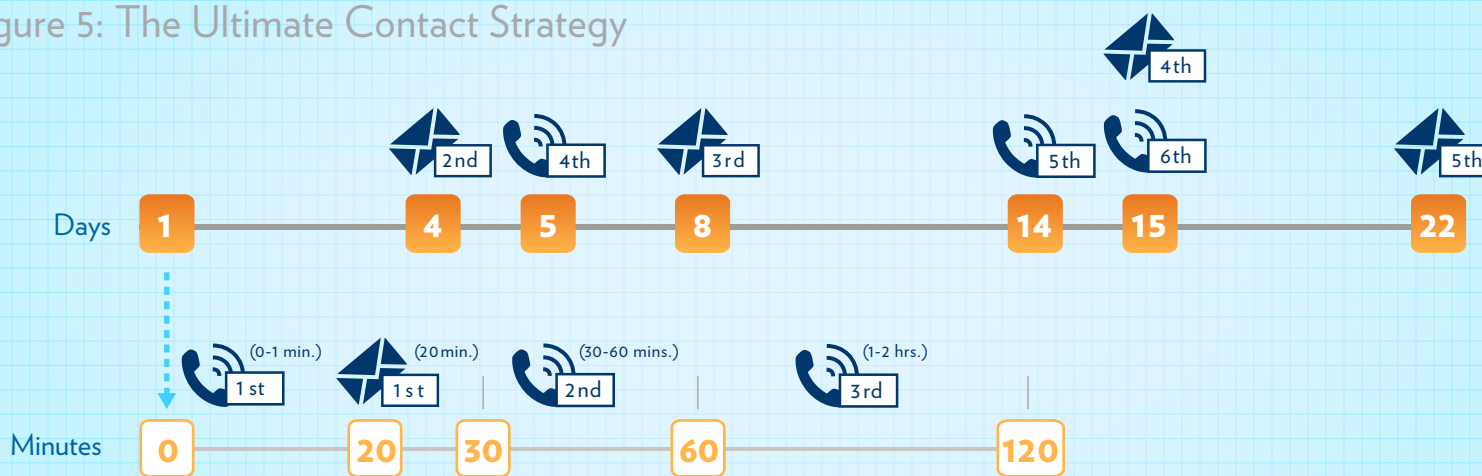 gure 5: The Ultimate Contact Strategy
4th
2nd
4th
3rd
5th
6th
5th
Days
1
4
5
8
14
15
22
(0-1 min.)
(20 min.)
(30-60 mins.)
(1-2 hrs.)
1st
1st
2nd
3rd
Minutes
0
20
30
60
120